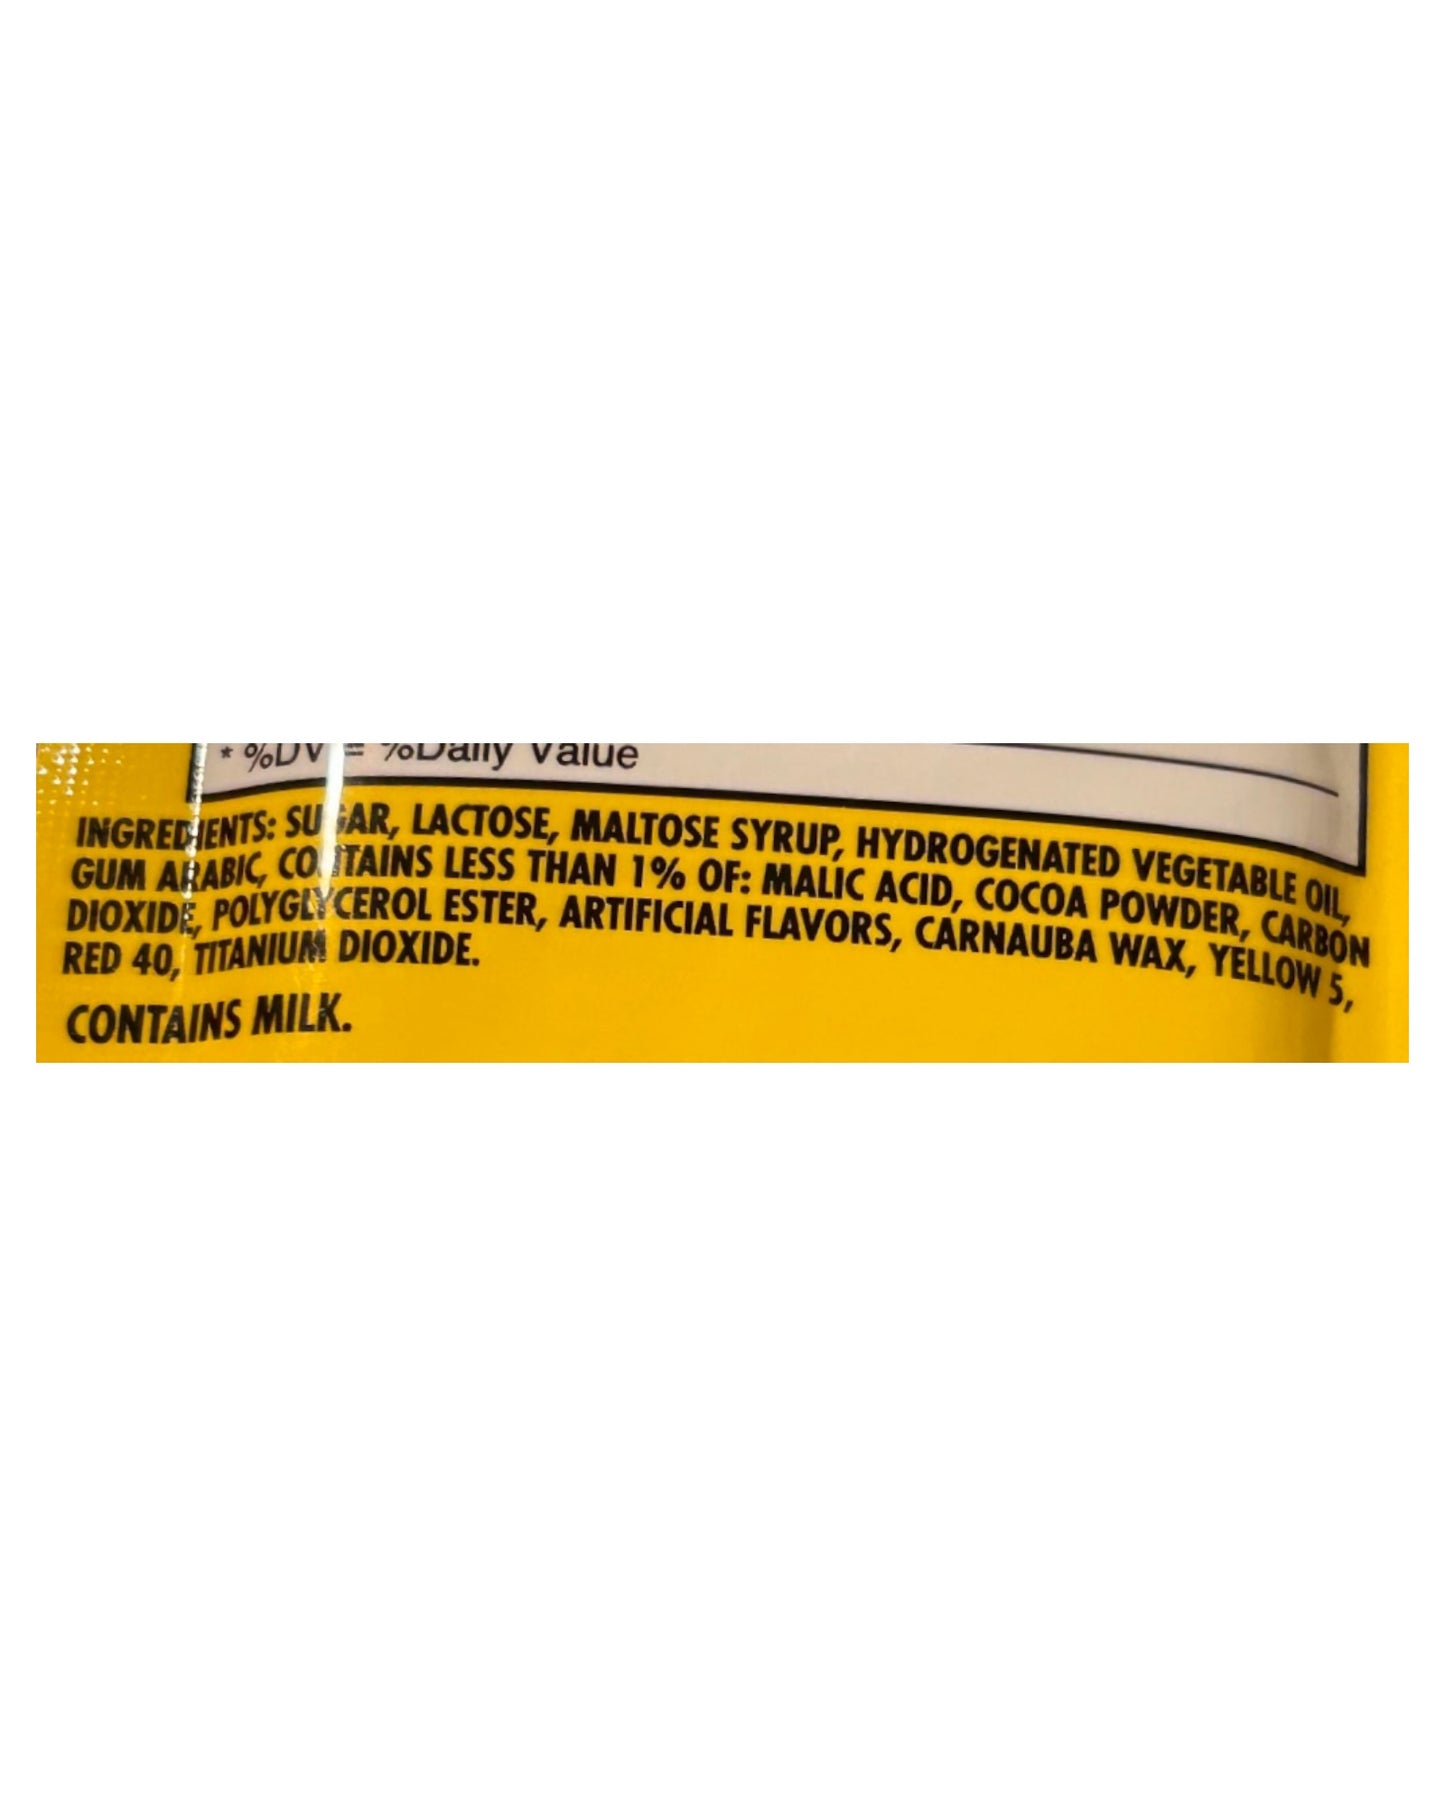 * %DV = %Daily Value
INGREDIENTS: SUGAR, LACTOSE, MALTOSE SYRUP, HYDROGENATED VEGETABLE OIL,
GUM ARABIC, CONTAINS LESS THAN 1% OF: MALIC ACID, COCOA POWDER, CARBON
DIOXIDE, POLYGLYCEROL ESTER, ARTIFICIAL FLAVORS, CARNAUBA WAX, YELLOW 5,
RED 40, TITANIUM DIOXIDE.
CONTAINS MILK.